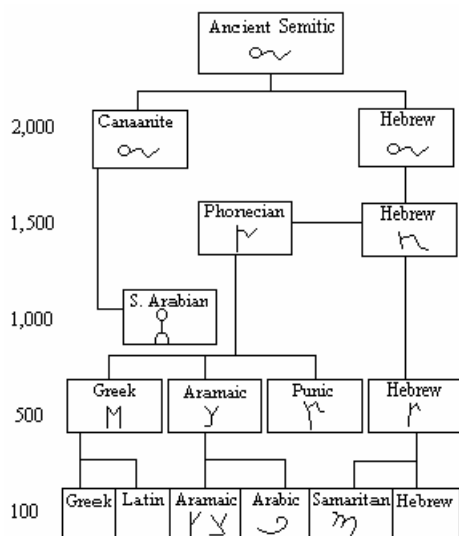 Ancient Semitic
2,000
Canaanite
Hebrew
1,500
Phonecian
Hebrew
1,000
S. Arabian
500
Greek
Aramaic
Punic
Hebrew
100
Greek
Latin
Aramaic
Arabic
Samaritan
Hebrew